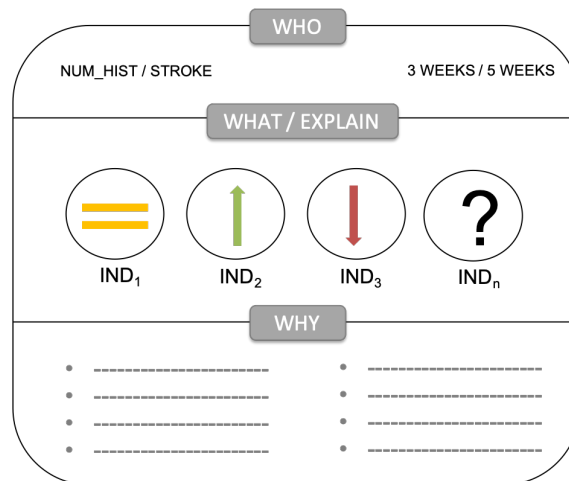 WHO
NUM_HIST / STROKE
3 WEEKS / 5 WEEKS
WHAT / EXPLAIN
?
IND1
IND2
IND3
INDn
WHY